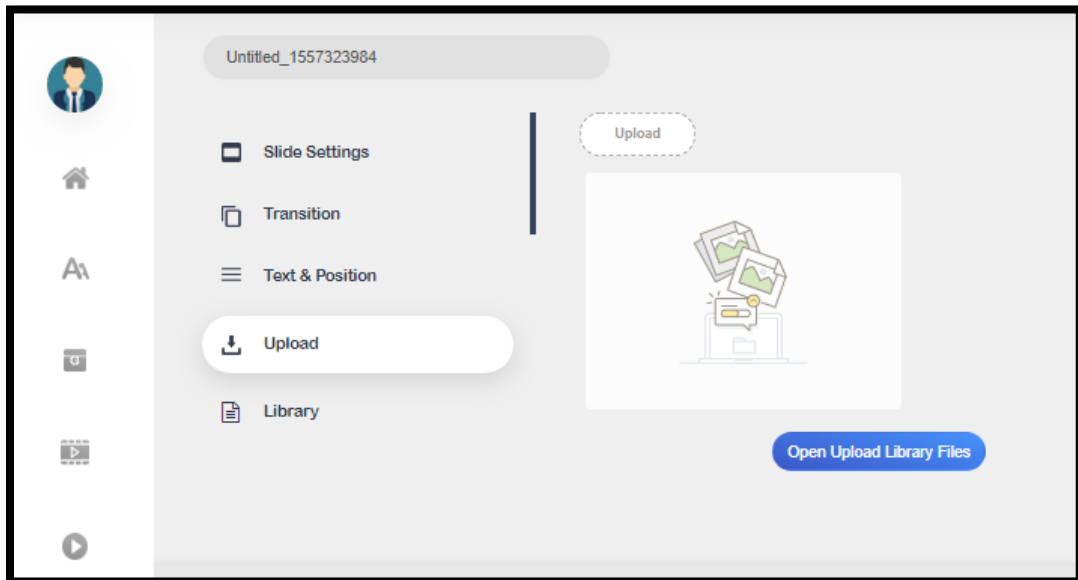 Untitled_1557323984
Slide Settings
Transition
Text & Position
Upload
Library
Upload
Open Upload Library Files